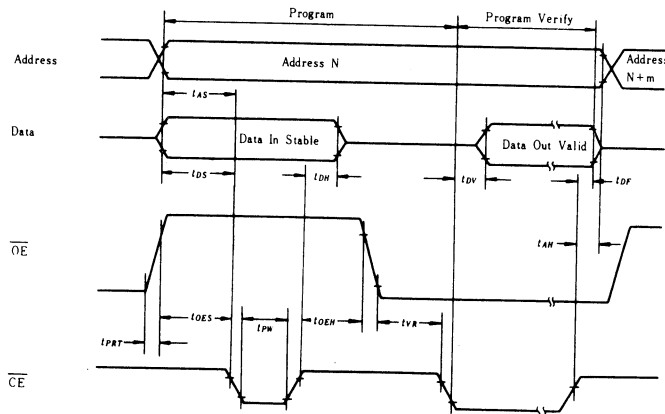 Program
Program Verify
Address
Address N
Address
N+m
tAS
Data
Data In Stable
Data Out Valid
tDS
tDH
tDV
tDF
tAH
OE
tOES
tPW
tOEH
tVR
tPRT
CE